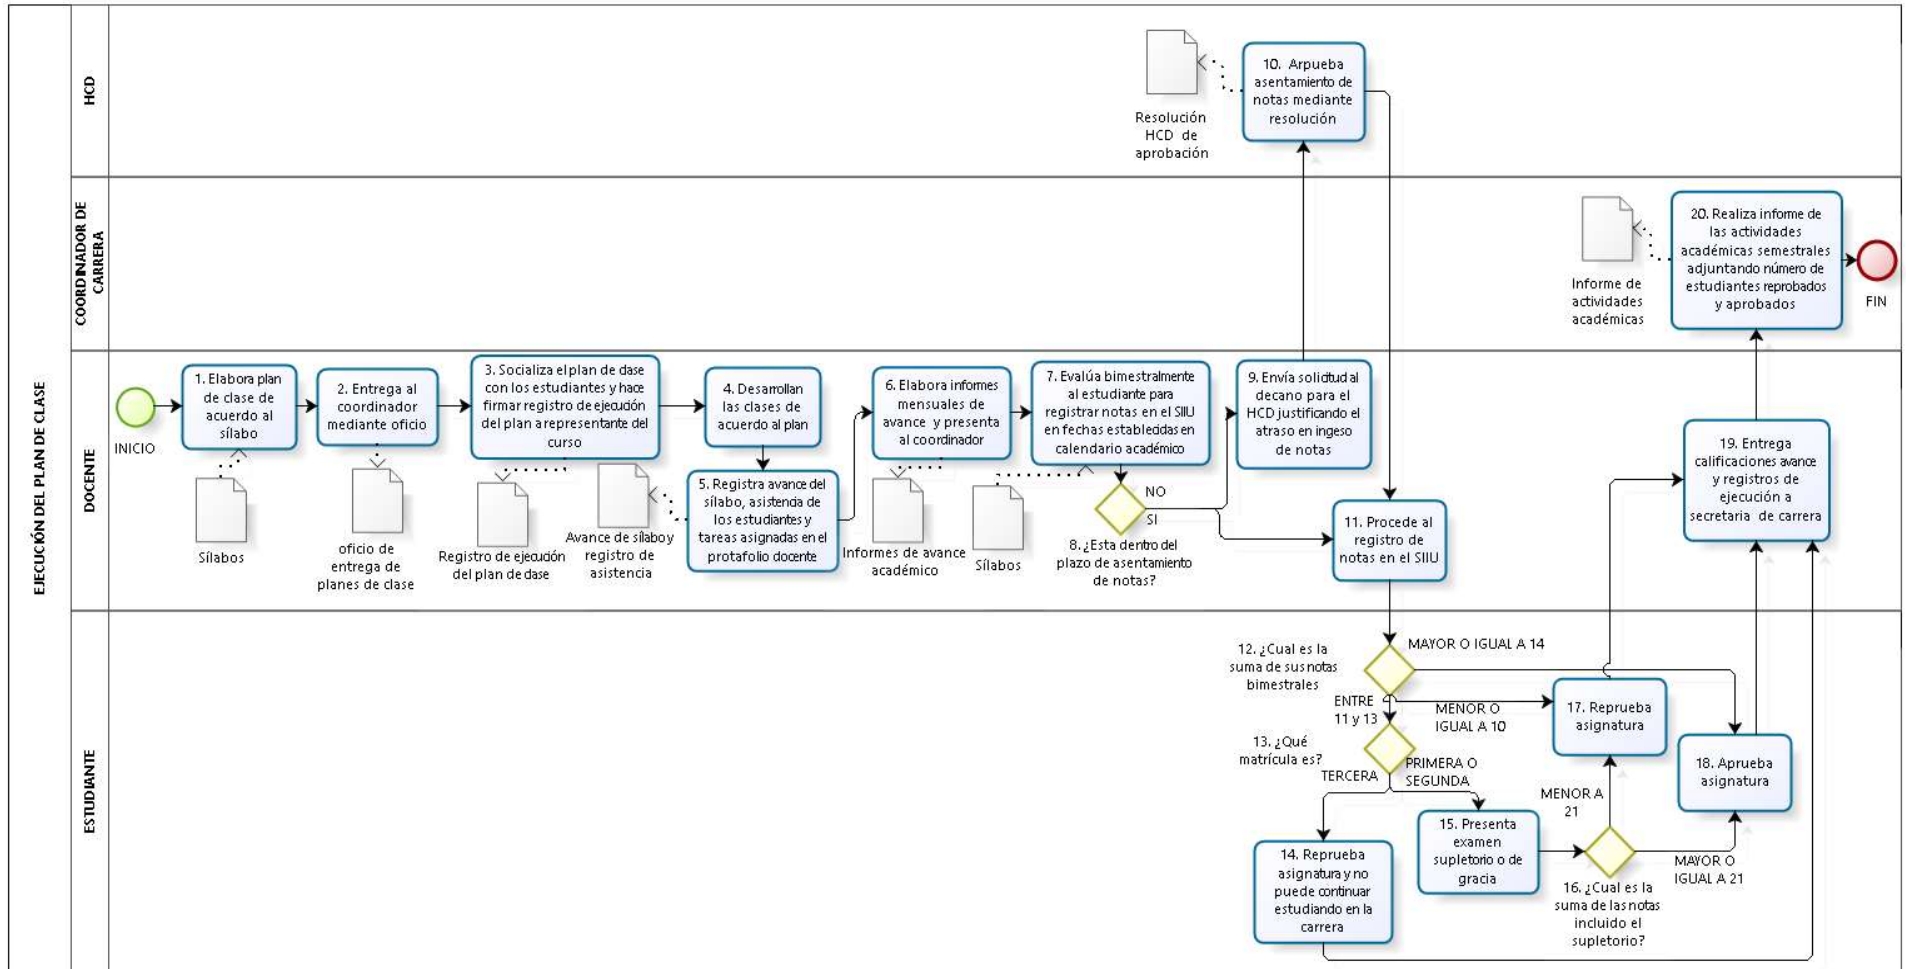 EJECUCIÓN DEL PLAN DE CLASE
HCD
Resolución
HCD de
aprobación
10. Arpueba
asentamiento de
notas mediante
resolución
COORDINADOR DE
CARRERA
Informe de
actividades
académicas
20. Realiza informe de
las actividades
académicas semestrales
adjuntando número de
estudiantes reprobados
y aprobados
FIN
DOCENTE
INICIO
1. Elabora plan
de clase de
acuerdo al
sílabo
Sílabos
2. Entrega al
coordinador
mediante oficio
oficio de
entrega de
planes de clase
3. Socializa el plan de clase
con los estudiantes y hace
firmar registro de ejecución
del plan a representante del
curso
Registro de ejecución
del plan de clase
4. Desarrollan
las clases de
acuerdo al plan
5. Registra avance del
sílabo, asistencia de
los estudiantes y
tareas asignadas en el
protafolio docente
Avance de sílabo y
registro de
asistencia
6. Elabora informes
mensuales de
avance y presenta
al coordinador
Informes de avance
académico
7. Evalúa bimestralmente
al estudiante para
registrar notas en el SIIU
en fechas establecidas en
calendario académico
Sílabos
NO
SI
8. ¿Esta dentro del
plazo de asentamiento
de notas?
9. Envía solicitud al
decano para el
HCD justificando el
atraso en ingeso
de notas
11. Procede al
registro de
notas en el SIIU
19. Entrega
calificaciones avance
y registros de
ejecución a
secretaria de carrera
ESTUDIANTE
12. ¿Cual es la
suma de sus notas
bimestrales
MAYOR O IGUAL A 14
ENTRE
11 y 13
MENOR O
IGUAL A 10
13. ¿Qué
matrícula es?
TERCERA
PRIMERA O
SEGUNDA
14. Reprueba
asignatura y no
puede continuar
estudiando en la
carrera
15. Presenta
examen
supletorio o de
gracia
MENOR A
21
MAYOR O
IGUAL A 21
16. ¿Cual es la
suma de las notas
incluido el
supletorio?
17. Reprueba
asignatura
18. Aprueba
asignatura